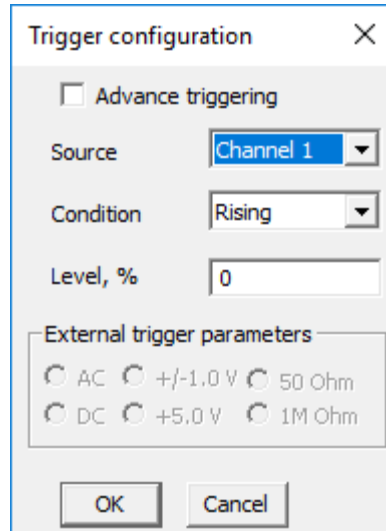 Trigger configuration
Advance triggering
Source Channel 1
Condition Rising
Level, % 0
External trigger parameters
AC +/-1.0 V 50 Ohm
DC +5.0 V 1M Ohm
OK Cancel